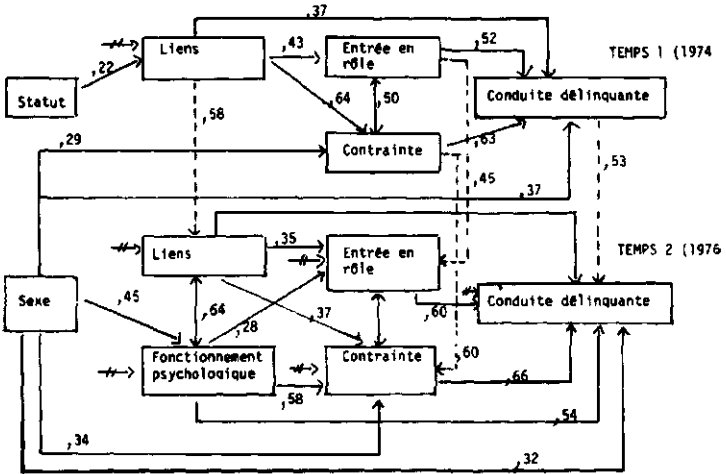 ,37
Liens
,43
Entrée en
rôle
,52
TEMPS 1 (1974
,22
Statut
,64
,50
Conduite délinquante
,58
,29
Contrainte
,63
,53
,45
,37
Liens
,35
Entrée en
rôle
TEMPS 2 (1976
Sexe
,45
,64
,28
,37
,60
Conduite délinquante
Fonctionnement
psychologique
Contrainte
,60
,58
,66
,54
,34
,32